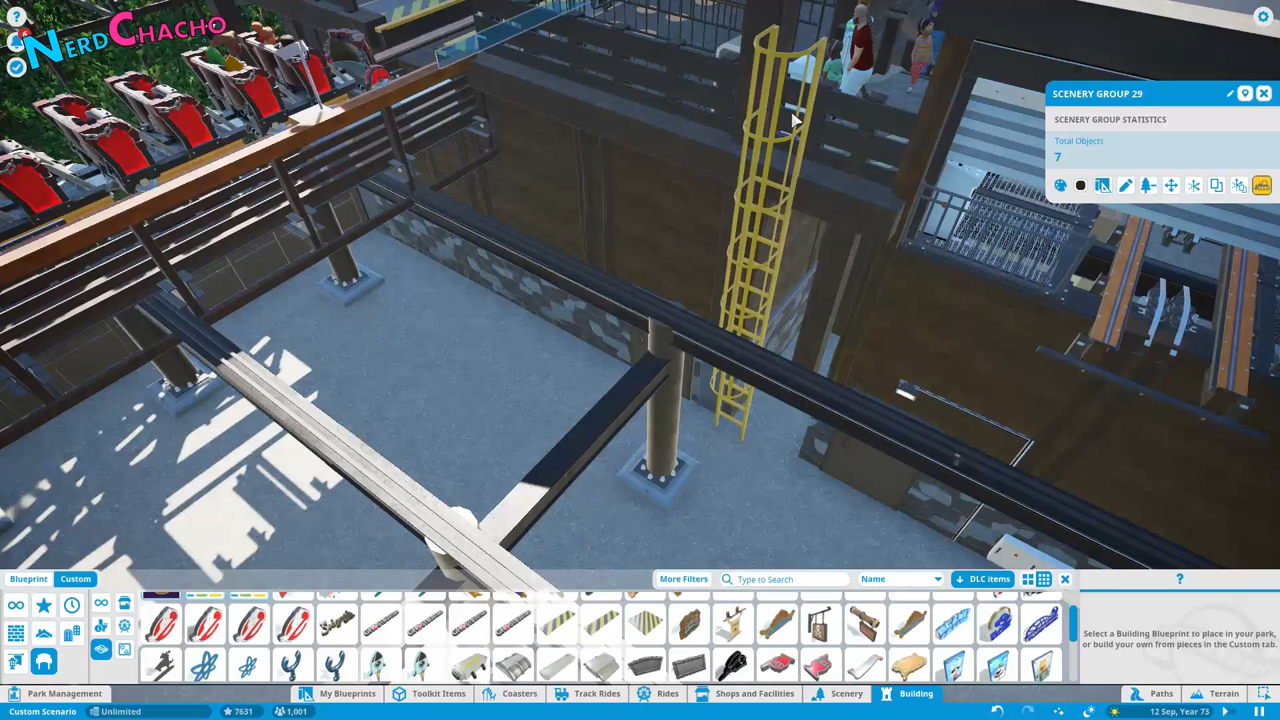 NERDCHACHO
SCENERY GROUP 29
SCENERY GROUP STATISTICS
Total Objects
7
Blueprint
Custom
More Filters
Type to Search
Name
DLC items
?
Select a Building Blueprint to place in your park,
or build your own from pieces in the Custom tab.
Park Management
My Blueprints
Toolkit Items
Coasters
Track Rides
Rides
Shops and Facilities
Scenery
Building
Paths
Terrain
Custom Scenario
Unlimited
7631
1,001
12 Sep, Year 73